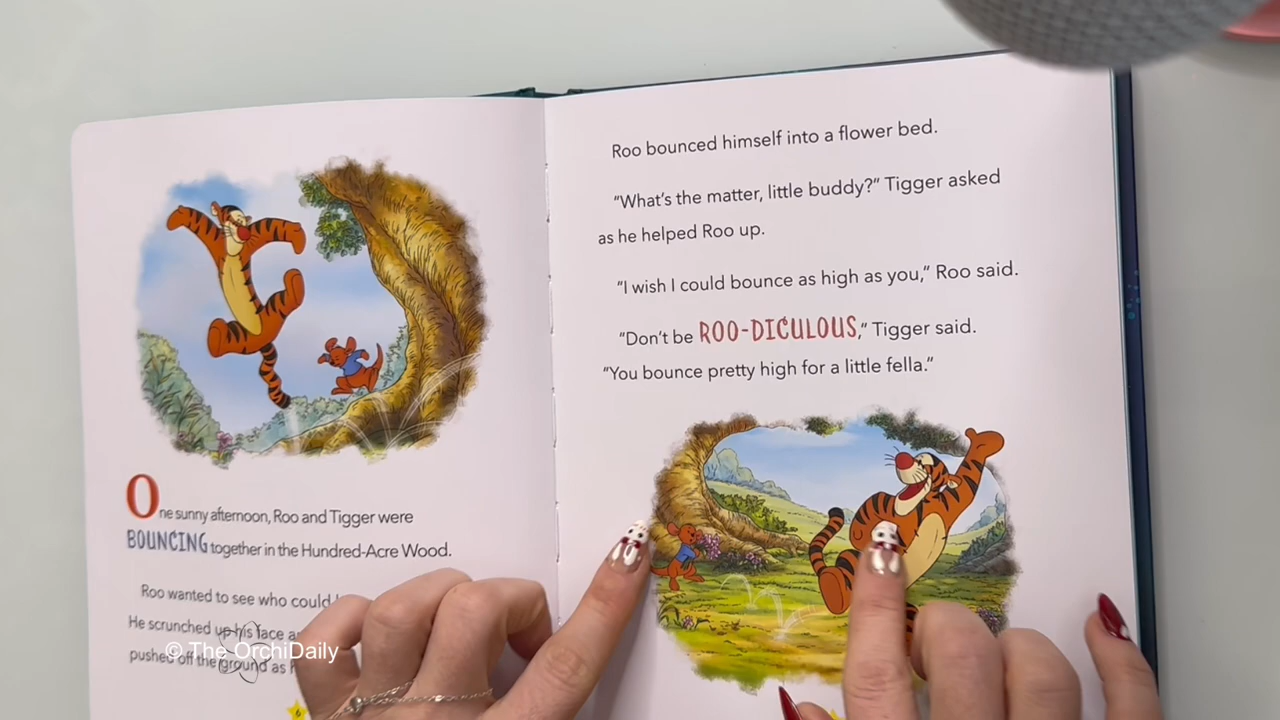 One sunny afternoon, Roo and Tigger were
BOUNCING together in the Hundred-Acre Wood.
Roo wanted to see who could
He scrunched up his face
pushed off the ground as
© The OrchiDaily
6
Roo bounced himself into a flower bed.
“What’s the matter, little buddy?” Tigger asked
as he helped Roo up.
“I wish I could bounce as high as you,” Roo said.
“Don’t be ROO-DICULOUS,” Tigger said.
“You bounce pretty high for a little fella.”